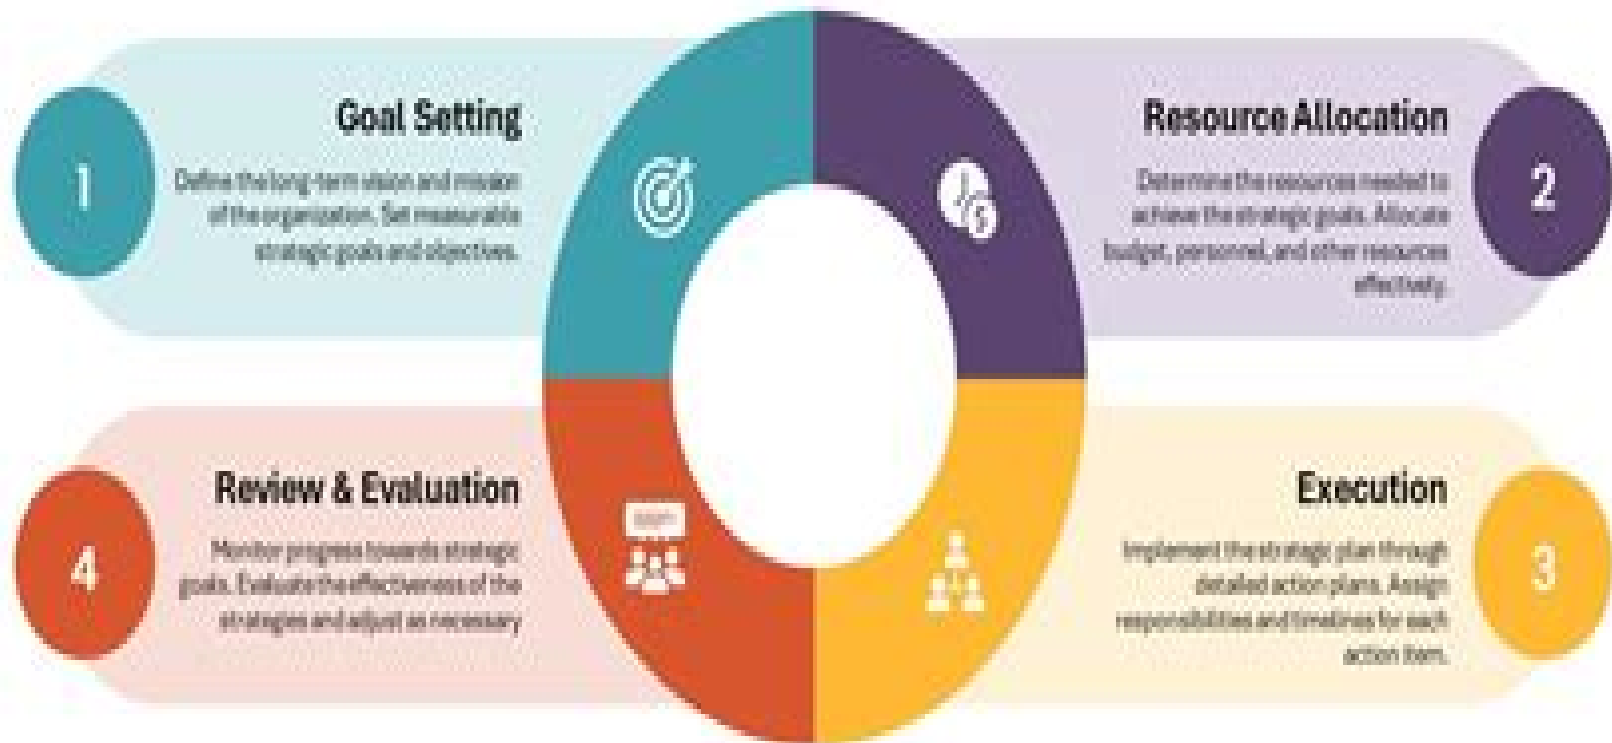 1
Goal Setting
Define the long-term vision and mission
of the organization. Set measurable
strategic goals and objectives.
2
Resource Allocation
Determine the resources needed to
achieve the strategic goals. Allocate
budget, personnel, and other resources
effectively.
3
Execution
Implement the strategic plan through
detailed action plans. Assign
responsibilities and timelines for each
action item.
4
Review & Evaluation
Monitor progress towards strategic
goals. Evaluate the effectiveness of the
strategies and adjust as necessary